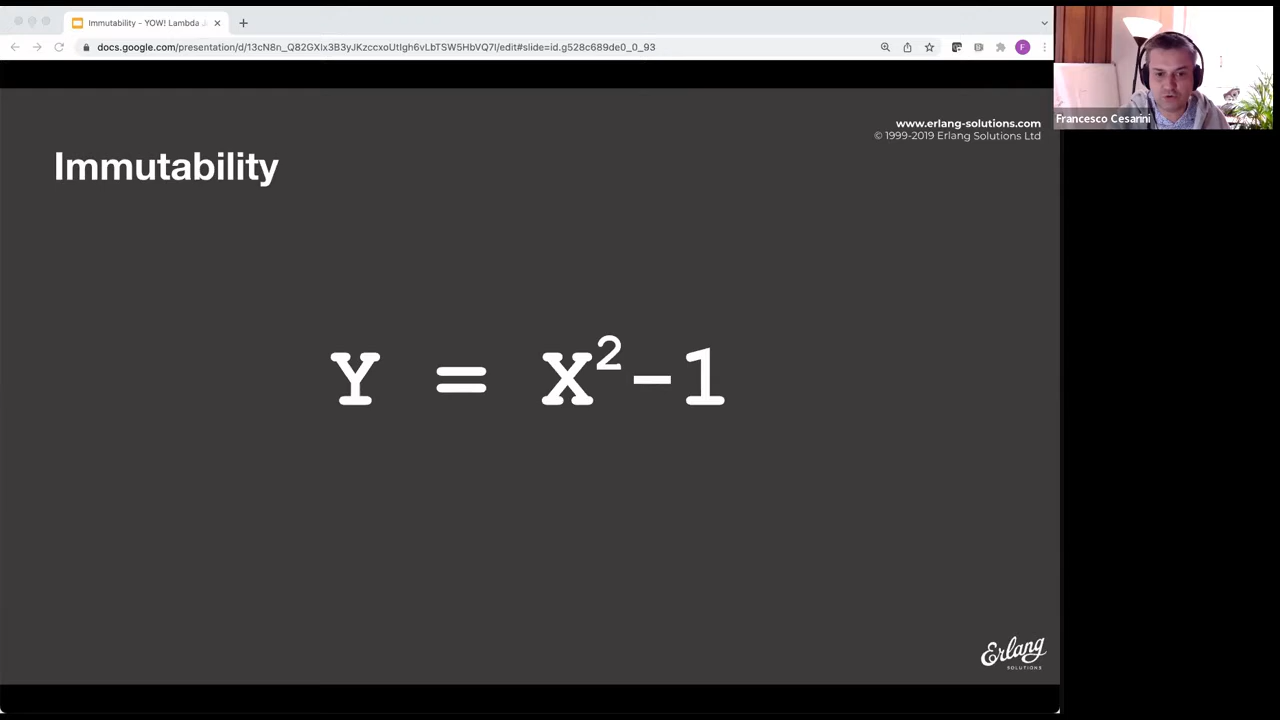 Immutability - YOW! Lambda
docs.google.com/presentation/d/13cN8n_Q82GXlx3B3yJKzccxoUtIgh6vLbTSW5HbVQ7I/edit#slide=id.g528c689de0_0_93
F
Francesco Cesarini
www.erlang-solutions.com
© 1999-2019 Erlang Solutions Ltd
Immutability
Y = X²-1
Erlang
SOLUTIONS